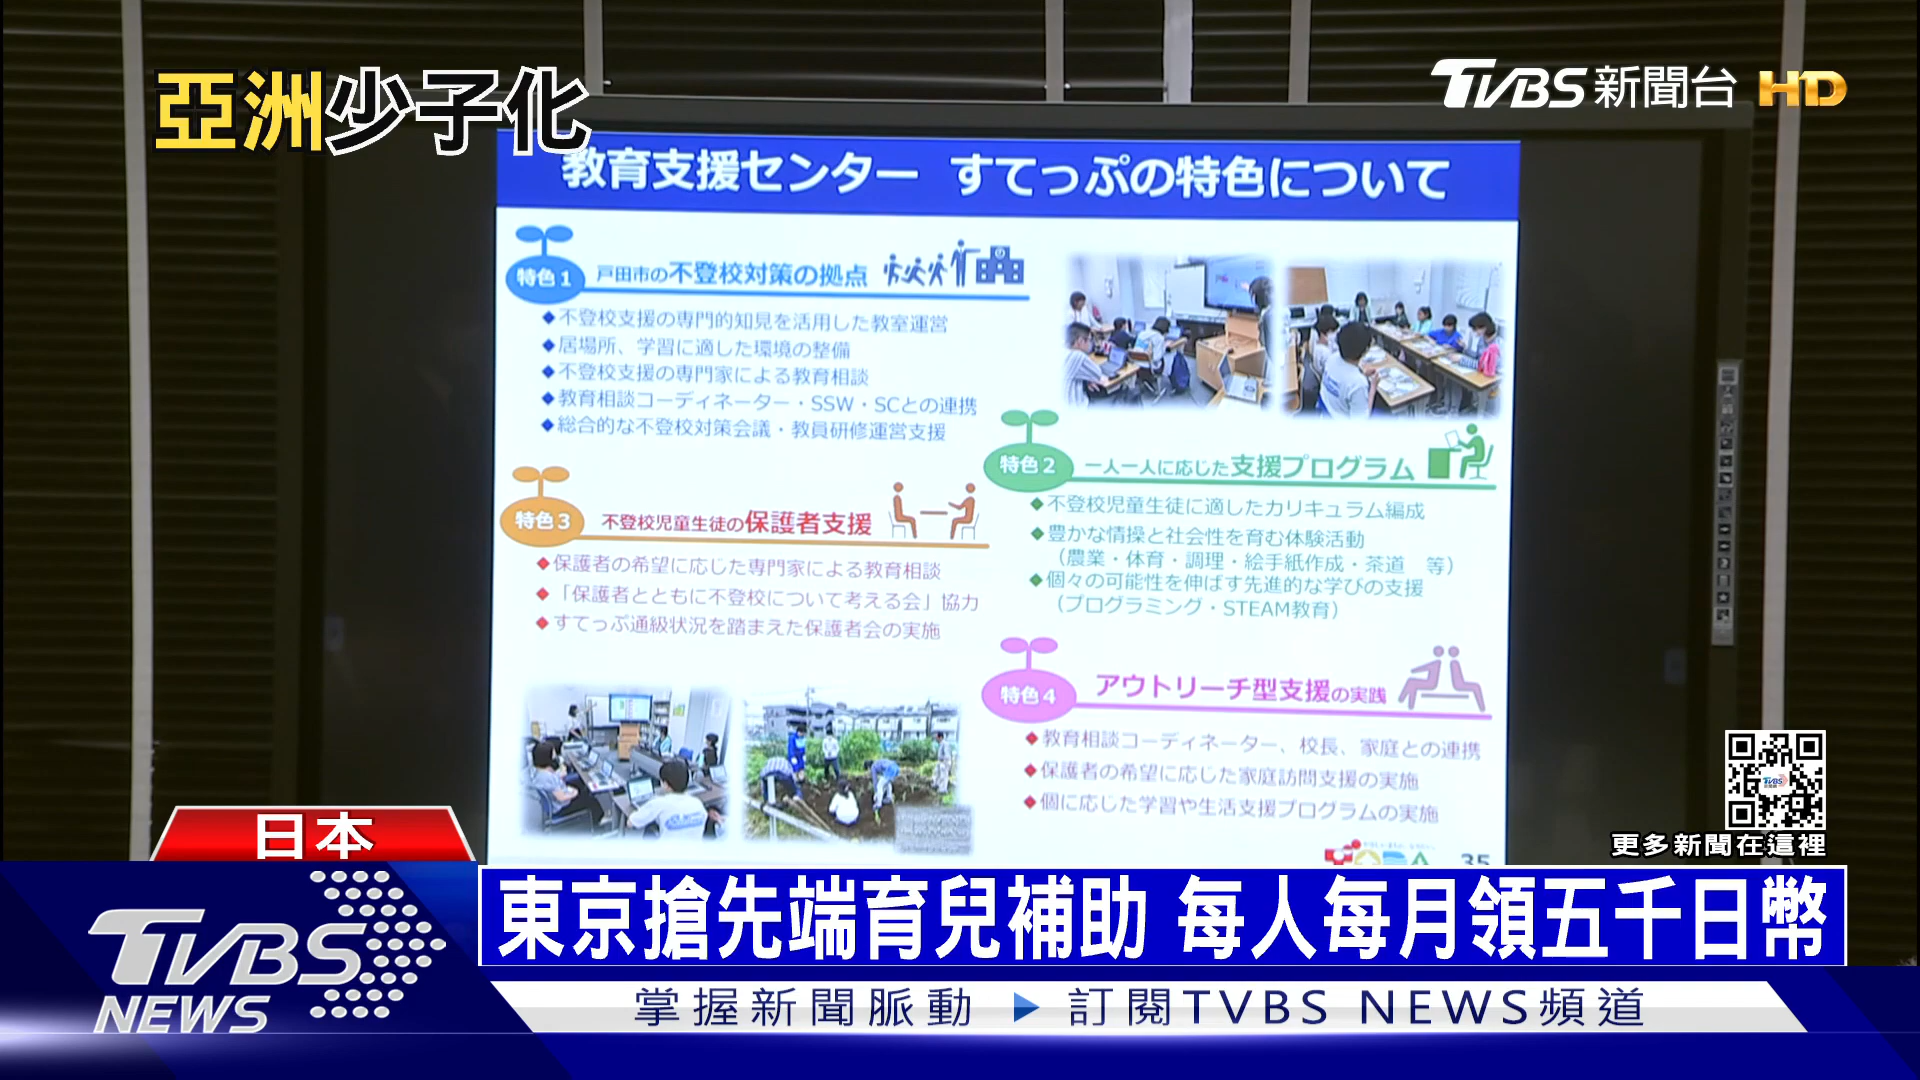 亞洲少子化
TVBS新聞台 HD
教育支援センター すてっぷの特色について
特色1 戸田市の不登校対策の拠点
◆不登校支援の専門的知見を活用した教室運営
◆居場所、学習に適した環境の整備
◆不登校支援の専門家による教育相談
◆教育相談コーディネーター・SSW・SCとの連携
◆総合的な不登校対策会議・教員研修運営支援
特色2 一人一人に応じた支援プログラム
◆不登校児童生徒に適したカリキュラム編成
◆豊かな情操と社会性を育む体験活動
（農業・体育・調理・絵手紙作成・茶道 等）
◆個々の可能性を伸ばす先進的な学びの支援
（プログラミング・STEAM教育）
特色3 不登校児童生徒の保護者支援
◆保護者の希望に応じた専門家による教育相談
◆「保護者とともに不登校について考える会」協力
◆すてっぷ通級状況を踏まえた保護者会の実施
特色4 アウトリーチ型支援の実践
◆教育相談コーディネーター、校長、家庭との連携
◆保護者の希望に応じた家庭訪問支援の実施
◆個に応じた学習や生活支援プログラムの実施
35
TVBS
更多新聞在這裡
日本
東京搶先端育兒補助 每人每月領五千日幣
TVBS NEWS
掌握新聞脈動 ▶ 訂閱TVBS NEWS頻道